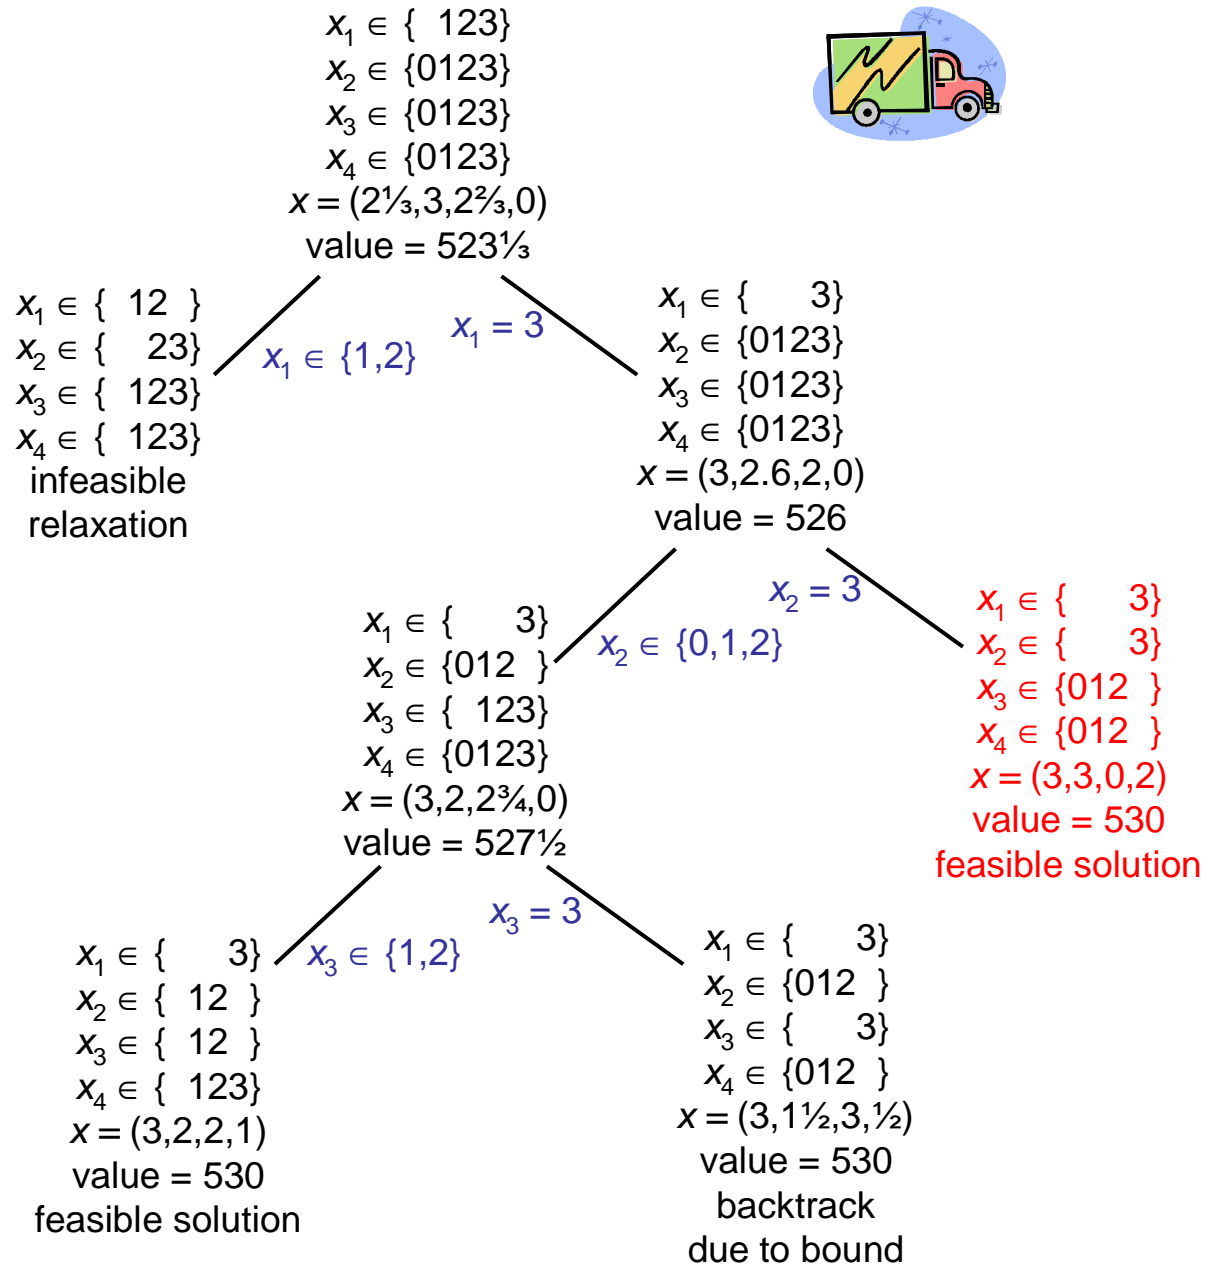 x₁ ∈ { 123}
x₂ ∈ {0123}
x₃ ∈ {0123}
x₄ ∈ {0123}
x = (2⅓,3,2⅔,0)
value = 523⅓
x₁ ∈ { 12 }
x₂ ∈ { 23}
x₃ ∈ { 123}
x₄ ∈ { 123}
infeasible
relaxation
x₁ ∈ {1,2}
x₁ = 3
x₁ ∈ { 3}
x₂ ∈ {0123}
x₃ ∈ {0123}
x₄ ∈ {0123}
x = (3,2.6,2,0)
value = 526
x₁ ∈ { 3}
x₂ ∈ {012 }
x₃ ∈ { 123}
x₄ ∈ {0123}
x = (3,2,2¾,0)
value = 527½
x₂ ∈ {0,1,2}
x₂ = 3
x₁ ∈ { 3}
x₂ ∈ { 3}
x₃ ∈ {012 }
x₄ ∈ {012 }
x = (3,3,0,2)
value = 530
feasible solution
x₁ ∈ { 3}
x₂ ∈ { 12 }
x₃ ∈ { 12 }
x₄ ∈ { 123}
x = (3,2,2,1)
value = 530
feasible solution
x₃ ∈ {1,2}
x₃ = 3
x₁ ∈ { 3}
x₂ ∈ {012 }
x₃ ∈ { 3}
x₄ ∈ {012 }
x = (3,1½,3,½)
value = 530
backtrack
due to bound